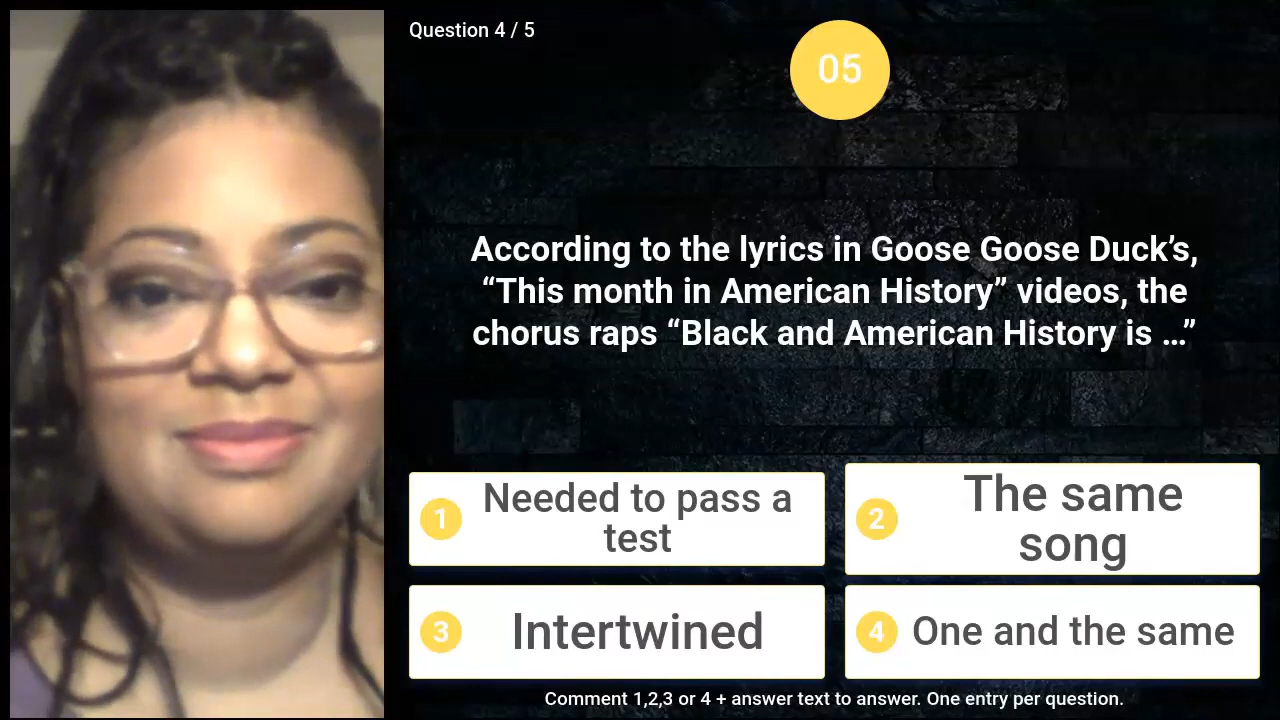 Question 4 / 5
05
According to the lyrics in Goose Goose Duck’s,
“This month in American History” videos, the
chorus raps “Black and American History is ...”
1 Needed to pass a
test
2 The same
song
3 Intertwined
4 One and the same
Comment 1,2,3 or 4 + answer text to answer. One entry per question.